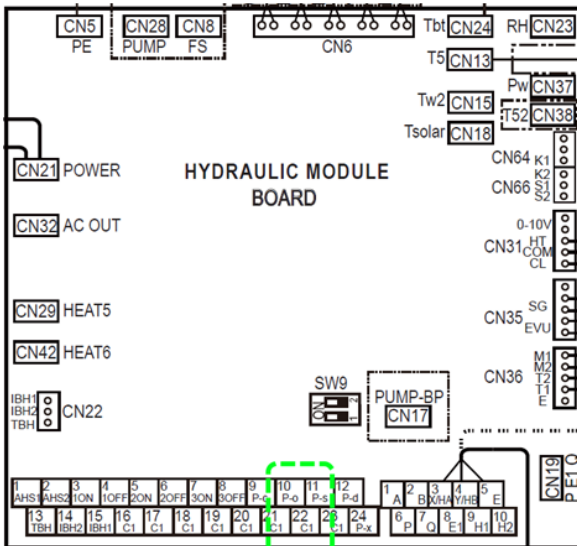 CN5
PE
CN28
PUMP
CN8
FS
CN6
Tbt CN24
RH CN23
T5 CN13
Pw CN37
Tw2 CN15
T52 CN38
Tsolar CN18
CN64 K1
CN66 K2
S1
S2
CN21 POWER
HYDRAULIC MODULE
BOARD
CN32 AC OUT
0-10V
CN31 HT
COM
CL
CN29 HEAT5
CN35 SG
EVU
CN42 HEAT6
CN36 M1
M2
T2
T1
E
IBH1
IBH2
TBH
CN22
SW9
ON
1 2
PUMP-BP
CN17
CN19
P E1 Q
1 2 3 4 5 6 7 8 9 10 11 12
AHS1 AHS2 1ON 1OFF 2ON 2OFF 3ON 3OFF P-c P-o P-s P-d
13 14 15 16 17 18 19 20 21 22 23 24
TBH IBH2 IBH1 C1 C1 C1 C1 C1 C1 C1 C1 P-x
1 2 3 4 5
A B X/HA Y/HB E
6 7 8 9 10
P Q E1 H1 H2